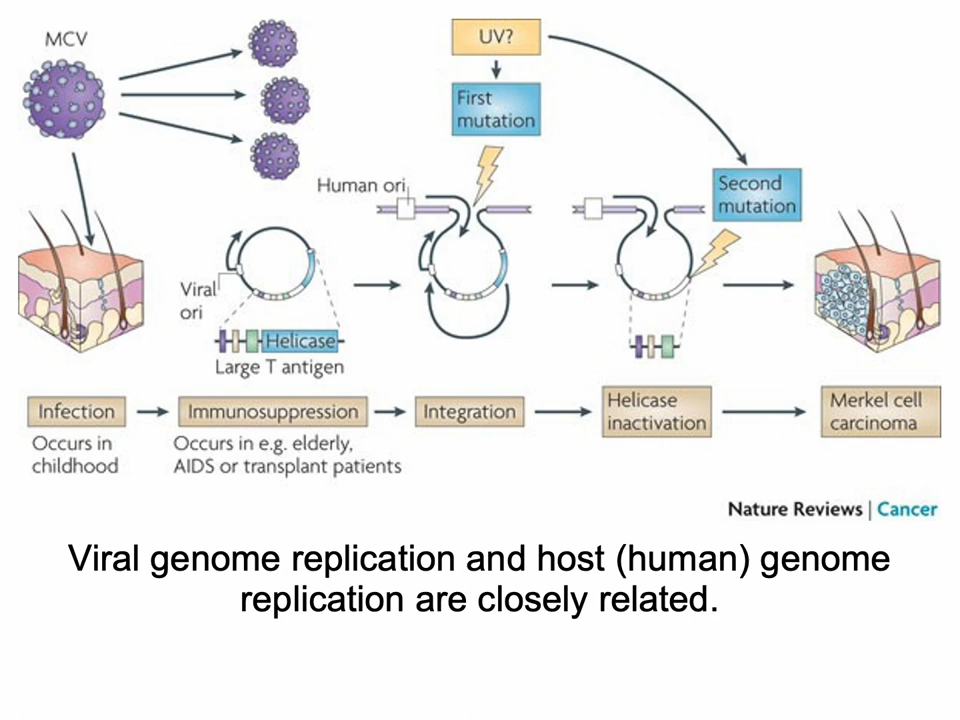 MCV
UV?
First
mutation
Human ori
Second
mutation
Viral
ori
Helicase
Large T antigen
Infection
Immunosuppression
Integration
Helicase
inactivation
Merkel cell
carcinoma
Occurs in
childhood
Occurs in e.g. elderly,
AIDS or transplant patients
Nature Reviews | Cancer
Viral genome replication and host (human) genome
replication are closely related.